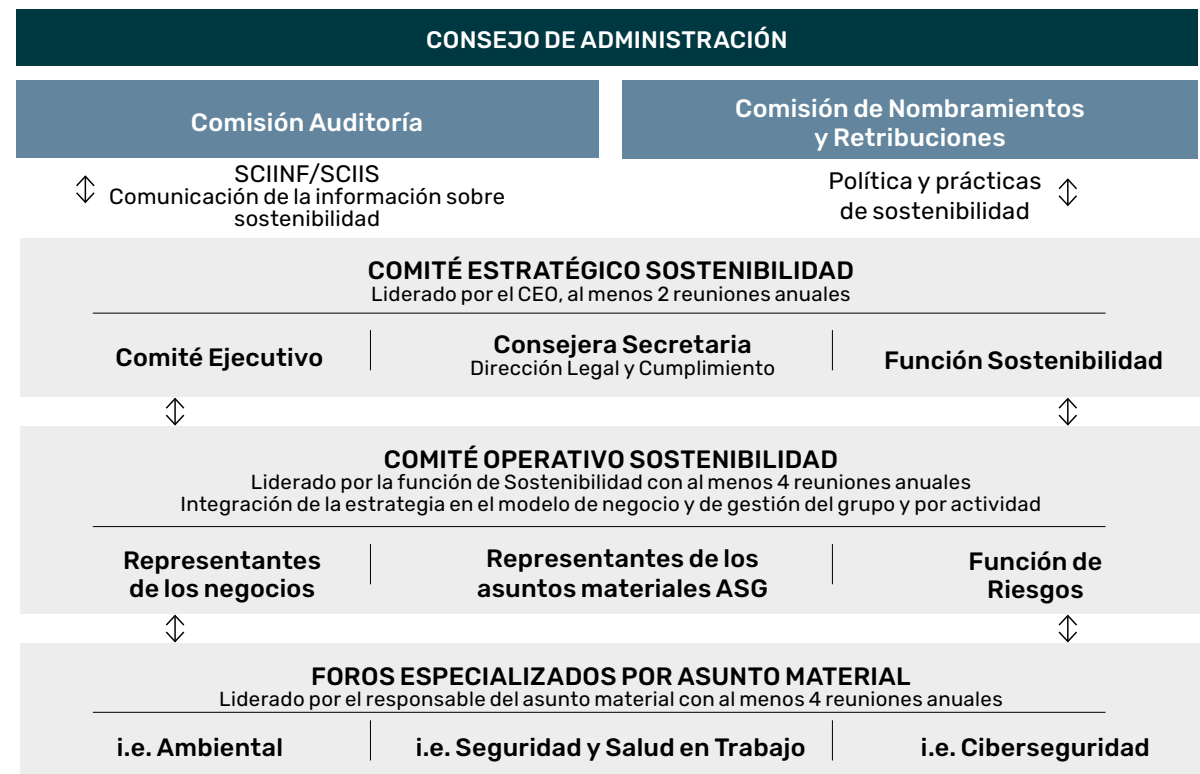 CONSEJO DE ADMINISTRACIÓN
Comisión Auditoría
Comisión de Nombramientos
y Retribuciones
SCIINF/SCIIS
Comunicación de la información sobre
sostenibilidad
Política y prácticas
de sostenibilidad
COMITÉ ESTRATÉGICO SOSTENIBILIDAD
Liderado por el CEO, al menos 2 reuniones anuales
Comité Ejecutivo
Consejera Secretaria
Dirección Legal y Cumplimiento
Función Sostenibilidad
COMITÉ OPERATIVO SOSTENIBILIDAD
Liderado por la función de Sostenibilidad con al menos 4 reuniones anuales
Integración de la estrategia en el modelo de negocio y de gestión del grupo y por actividad
Representantes
de los negocios
Representantes de los
asuntos materiales ASG
Función de
Riesgos
FOROS ESPECIALIZADOS POR ASUNTO MATERIAL
Liderado por el responsable del asunto material con al menos 4 reuniones anuales
i.e. Ambiental
i.e. Seguridad y Salud en Trabajo
i.e. Ciberseguridad